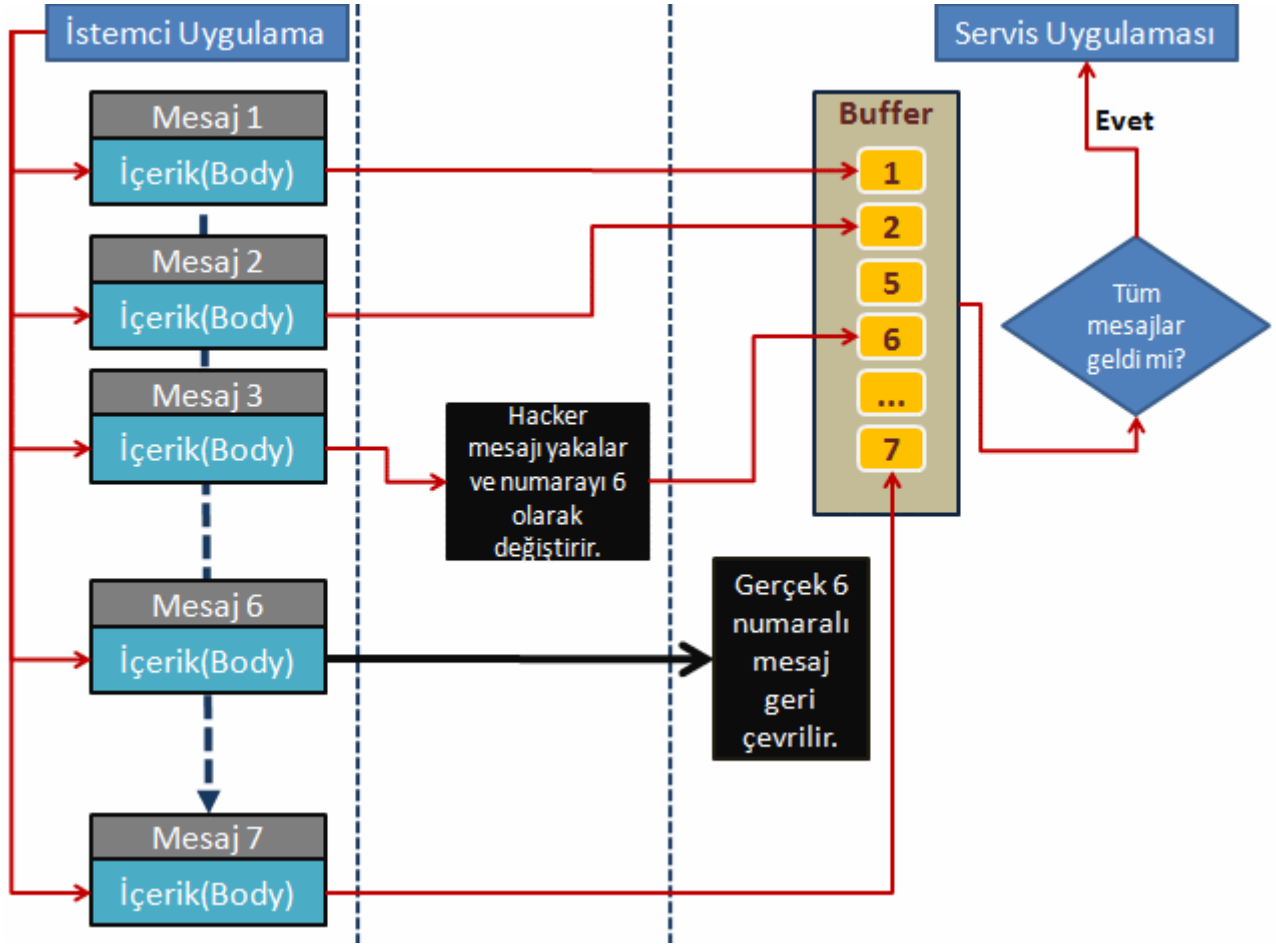 İstemci Uygulama
Servis Uygulaması
Mesaj 1
İçerik(Body)
Mesaj 2
İçerik(Body)
Mesaj 3
İçerik(Body)
Mesaj 6
İçerik(Body)
Mesaj 7
İçerik(Body)
Hacker
mesajı yakalar
ve numarayı 6
olarak
değiştirir.
Gerçek 6
numaralı
mesaj
geri
çevrilir.
Buffer
1
2
5
6
...
7
Evet
Tüm
mesajlar
geldi mi?